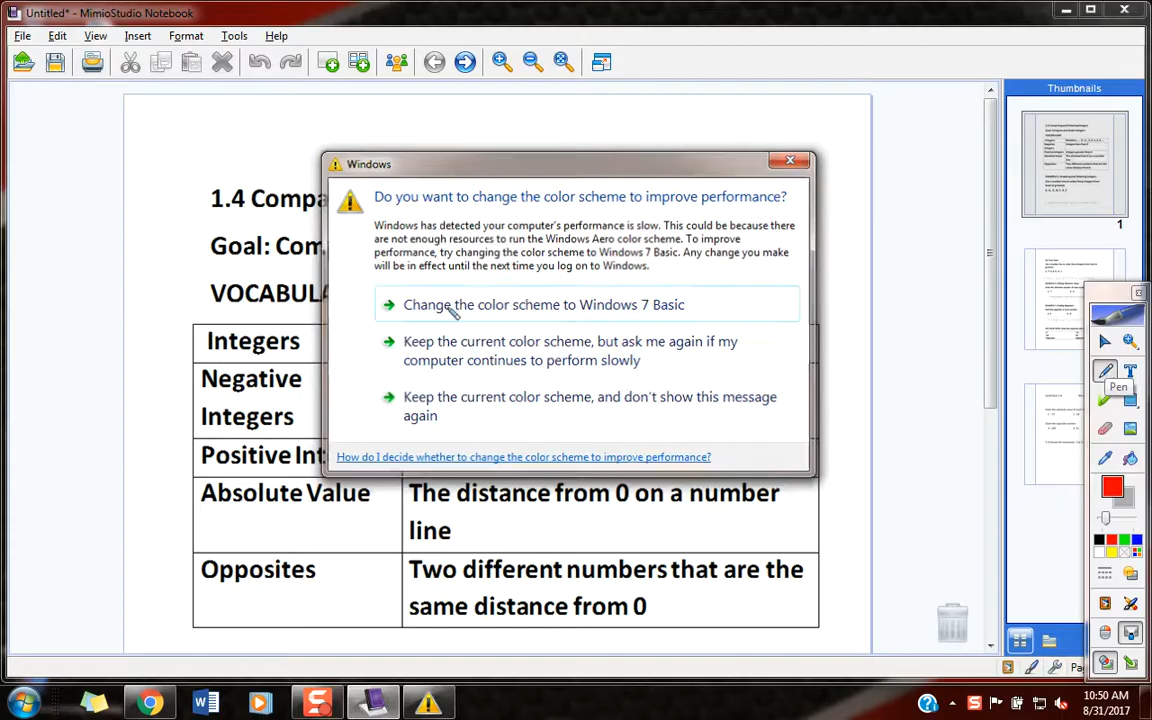 Untitled* - MimioStudio Notebook
File Edit View Insert Format Tools Help
Thumbnails
1
Windows
Do you want to change the color scheme to improve performance?
Windows has detected your computer's performance is slow. This could be because there
are not enough resources to run the Windows Aero color scheme. To improve
performance, try changing the color scheme to Windows 7 Basic. Any change you make
will be in effect until the next time you log on to Windows.
Change the color scheme to Windows 7 Basic
Keep the current color scheme, but ask me again if my
computer continues to perform slowly
Keep the current color scheme, and don't show this message
again
How do I decide whether to change the color scheme to improve performance?
1.4 Compa
Goal: Com
VOCABULA
Integers
Negative
Integers
Positive Int
Absolute Value
The distance from 0 on a number
line
Opposites
Two different numbers that are the
same distance from 0
Pen
T
Pa
10:50 AM
8/31/2017